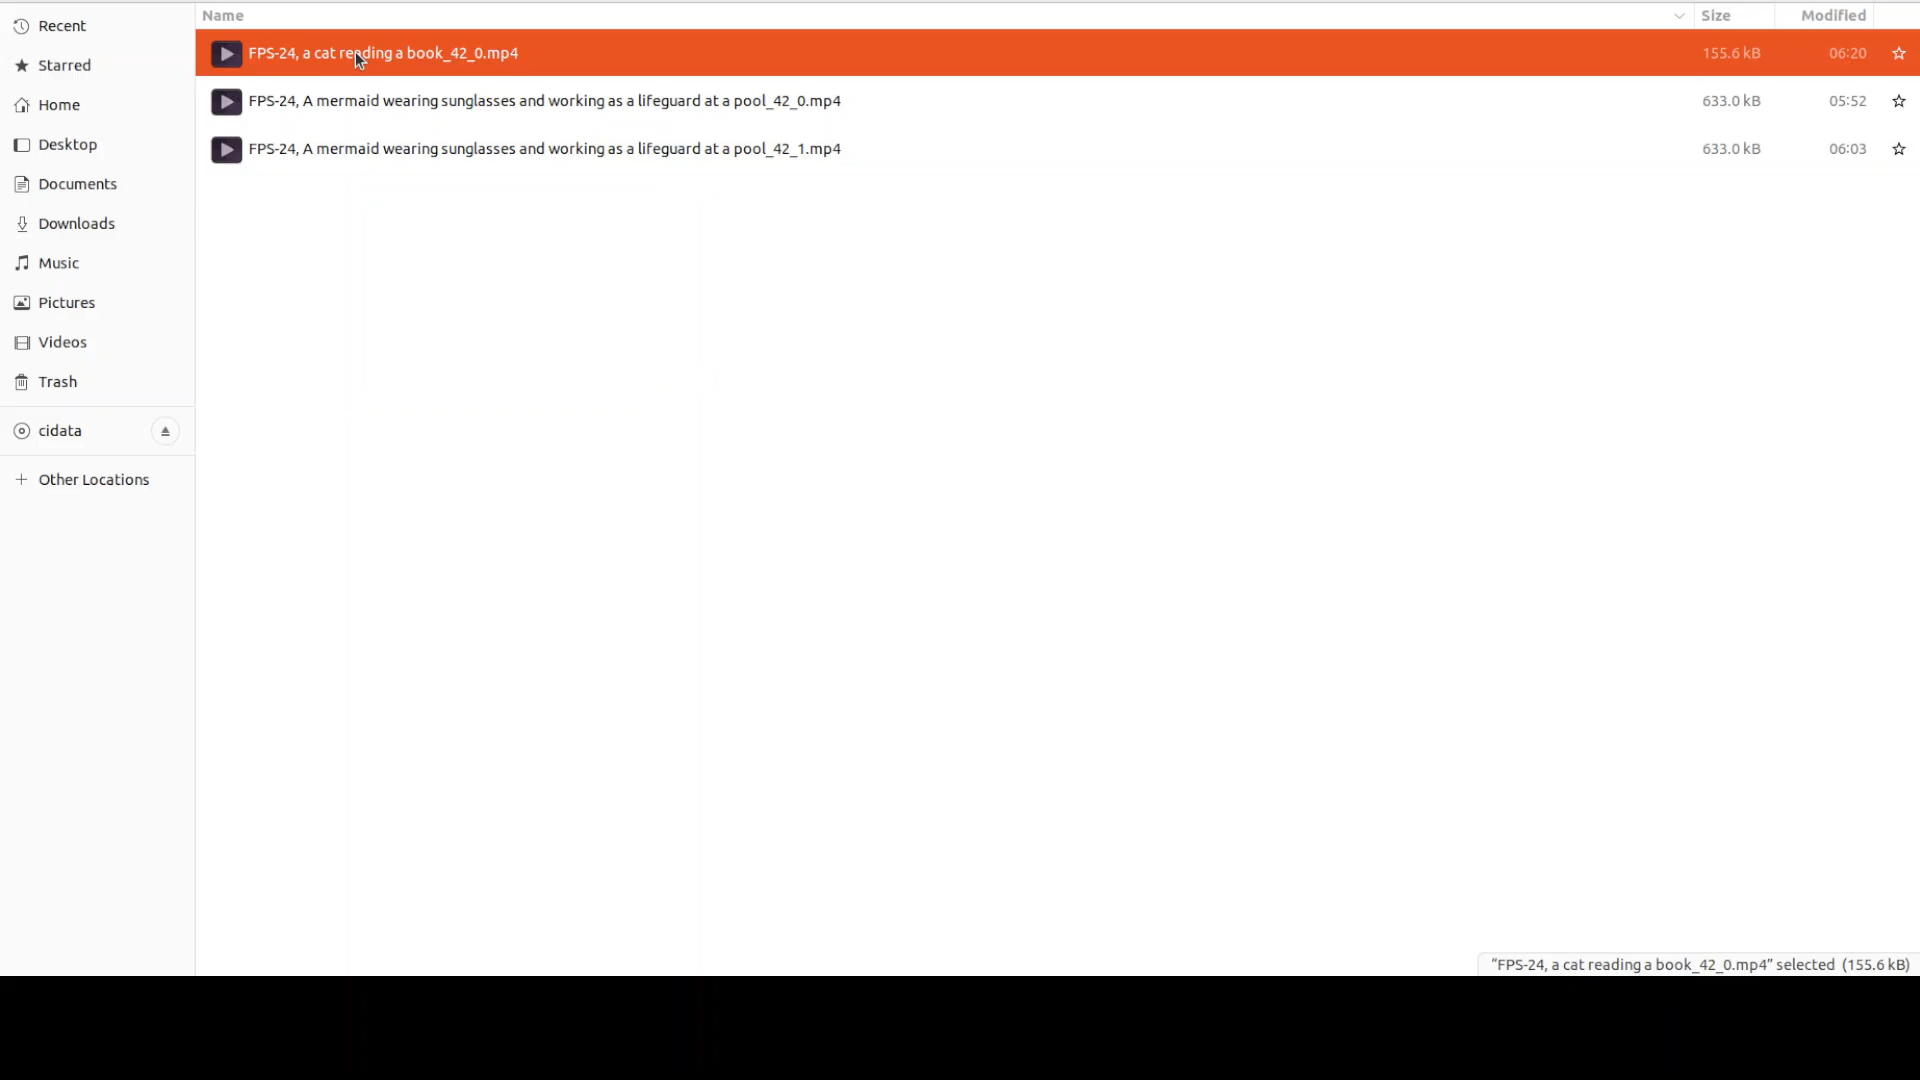 Recent
Starred
Home
Desktop
Documents
Downloads
Music
Pictures
Videos
Trash
cidata
Other Locations
Name Size Modified
FPS-24, a cat reading a book_42_0.mp4 155.6 kB 06:20
FPS-24, A mermaid wearing sunglasses and working as a lifeguard at a pool_42_0.mp4 633.0 kB 05:52
FPS-24, A mermaid wearing sunglasses and working as a lifeguard at a pool_42_1.mp4 633.0 kB 06:03
“FPS-24, a cat reading a book_42_0.mp4” selected (155.6 kB)